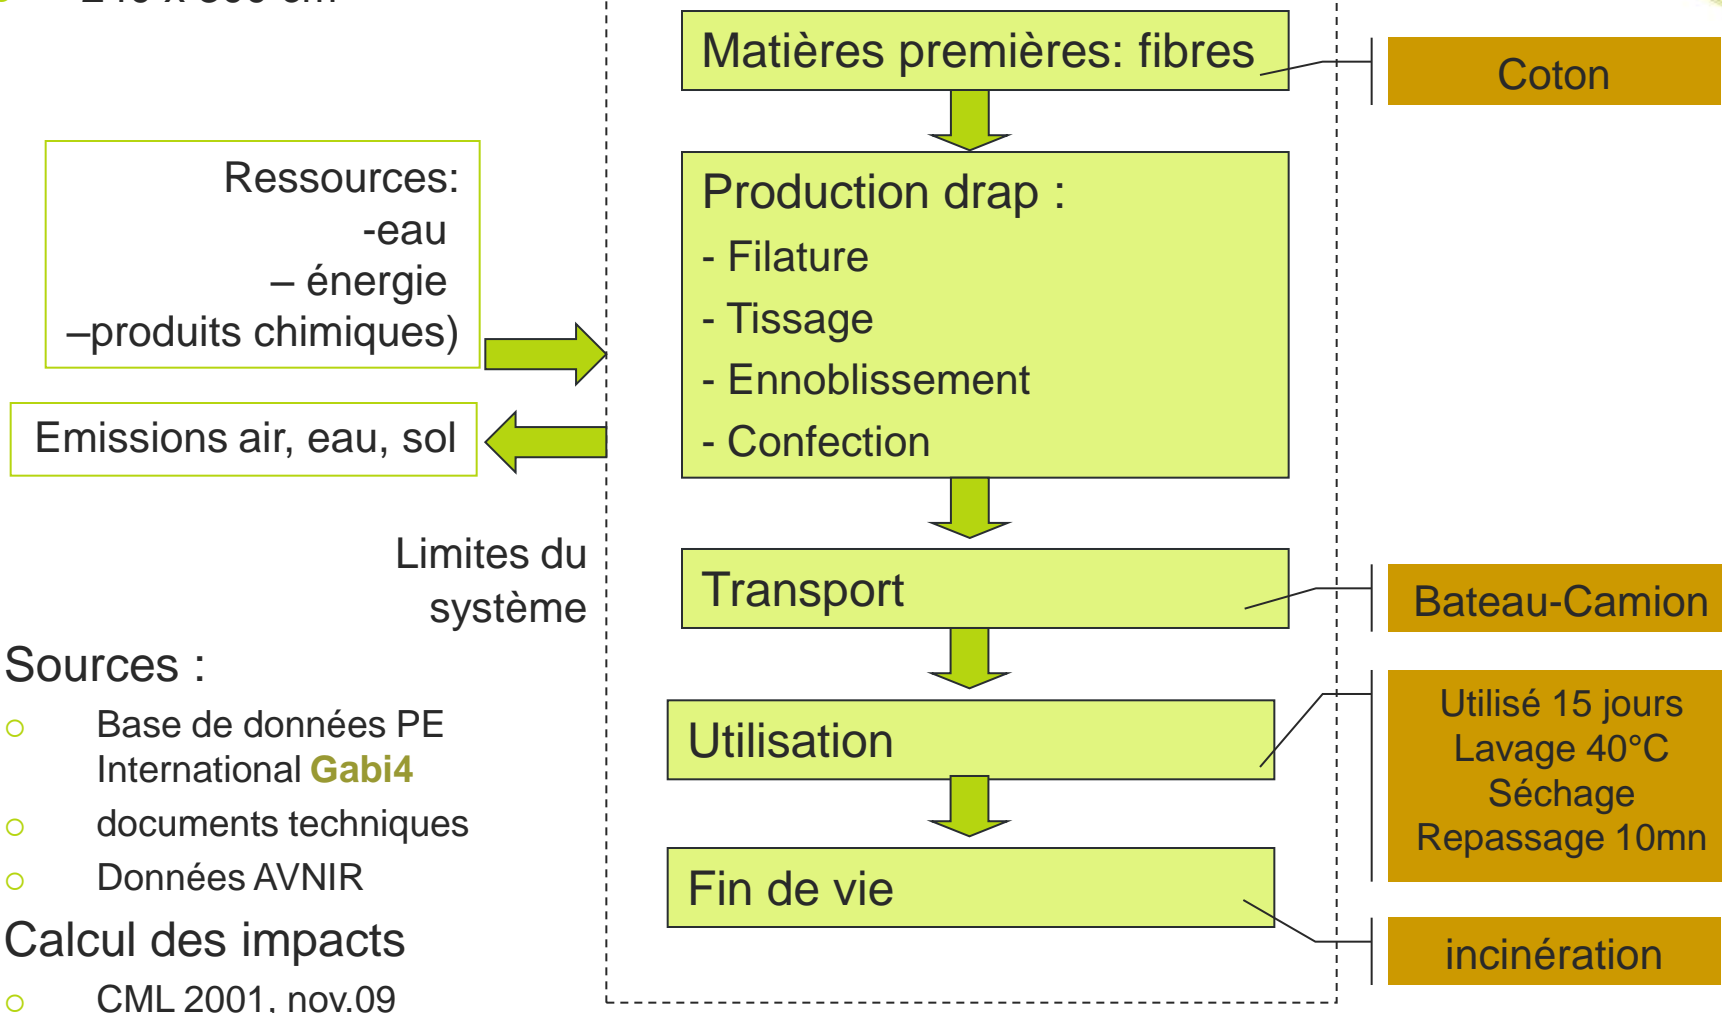 Matières premières: fibres
Coton
Ressources:
-eau
– énergie
–produits chimiques)
Emissions air, eau, sol
Production drap :
- Filature
- Tissage
- Ennoblissement
- Confection
Limites du
système
Transport
Bateau-Camion
Utilisation
Utilisé 15 jours
Lavage 40°C
Séchage
Repassage 10mn
Fin de vie
incinération
Sources :
Base de données PE
International Gabi4
documents techniques
Données AVNIR
Calcul des impacts
CML 2001, nov.09